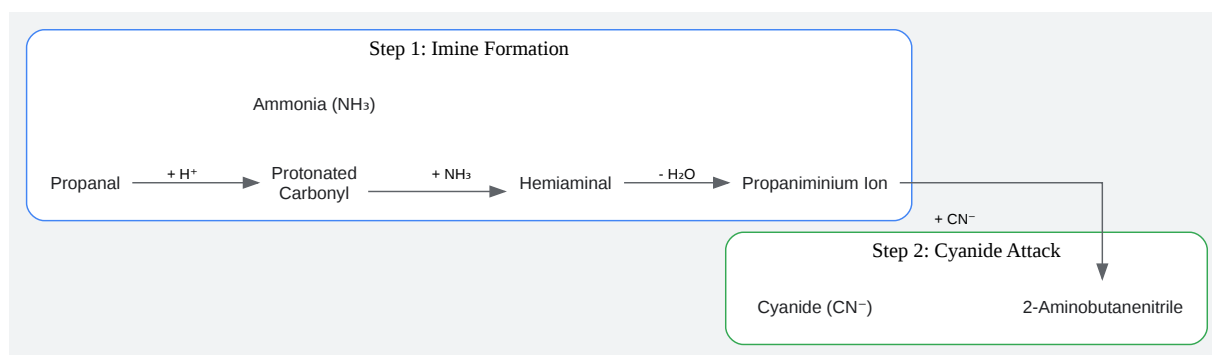 Step 1: Imine Formation
Ammonia (NH₃)
Propanal
+ H⁺
Protonated
Carbonyl
+ NH₃
Hemiaminal
- H₂O
Propaniminium Ion
+ CN⁻
Step 2: Cyanide Attack
Cyanide (CN⁻)
2-Aminobutanenitrile